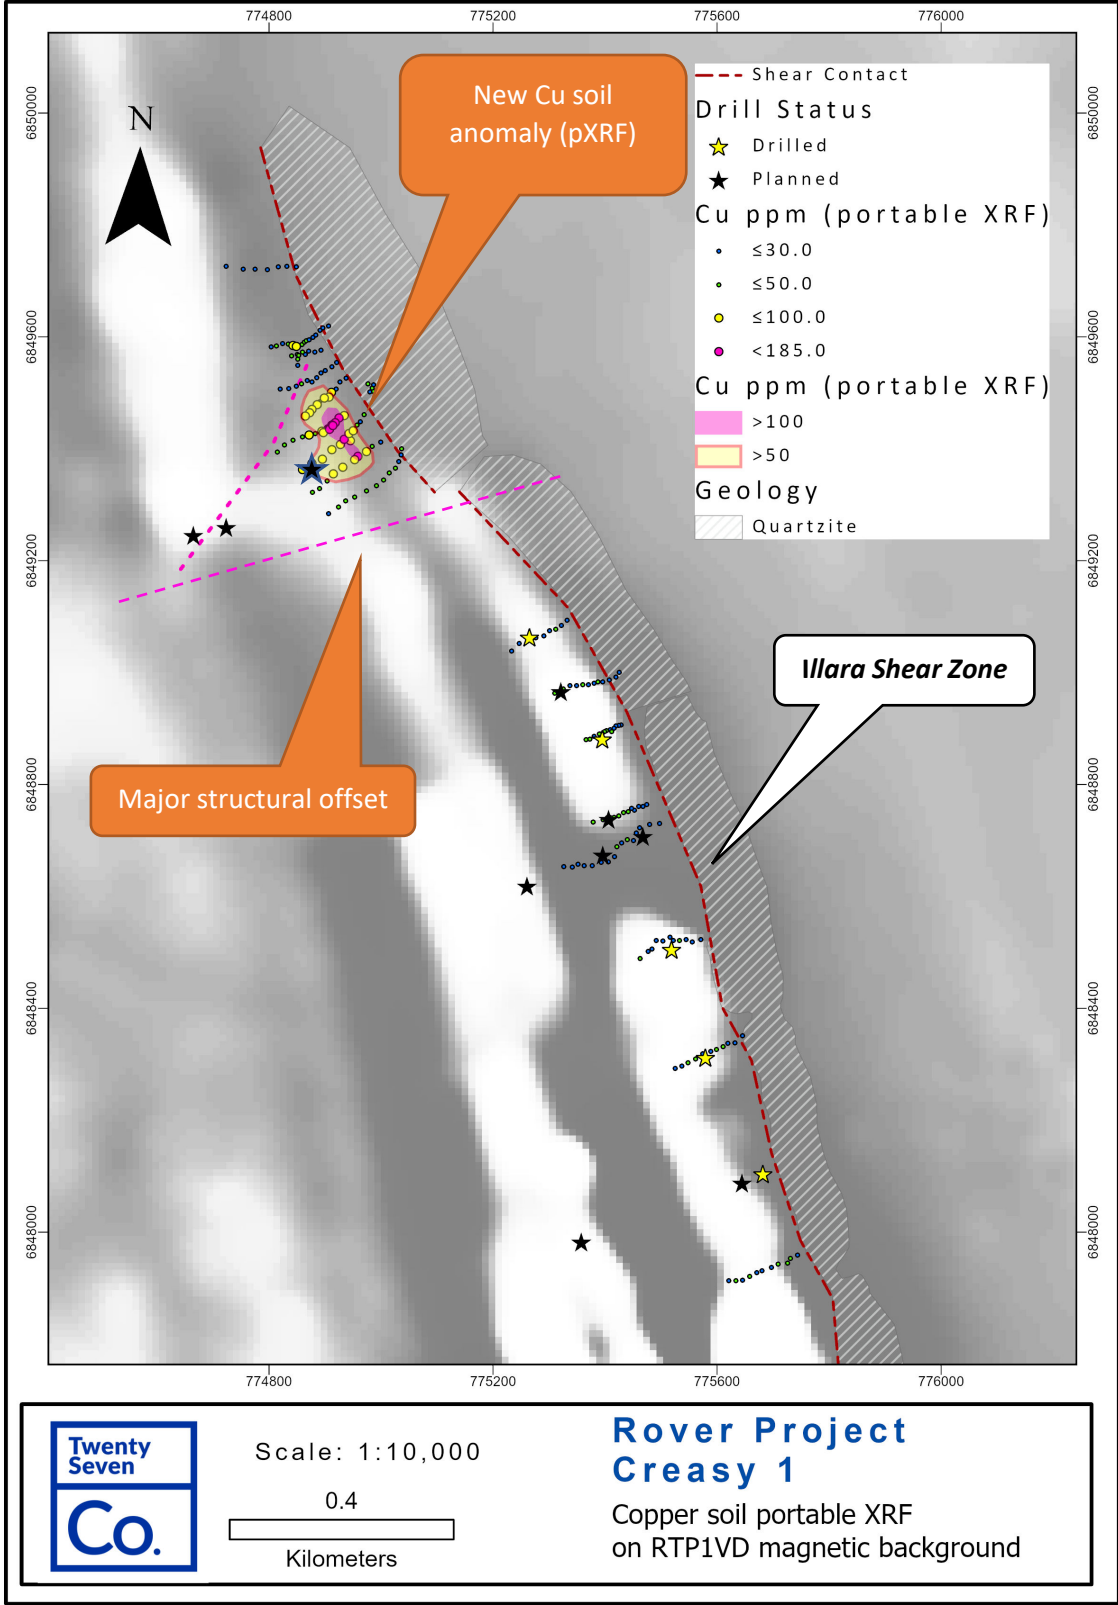 774800
775200
775600
776000
6850000
6849600
6849200
6848800
6848400
6848000
6850000
6849600
6849200
6848800
6848400
6848000
N
New Cu soil
anomaly (pXRF)
Shear Contact
Drill Status
Drilled
Planned
Cu ppm (portable XRF)
≤30.0
≤50.0
≤100.0
<185.0
Cu ppm (portable XRF)
>100
>50
Geology
Quartzite
Illara Shear Zone
Major structural offset
774800
775200
775600
776000
Twenty
Seven
Co.
Scale: 1:10,000
0.4
Kilometers
Rover Project
Creasy 1
Copper soil portable XRF
on RTP1VD magnetic background